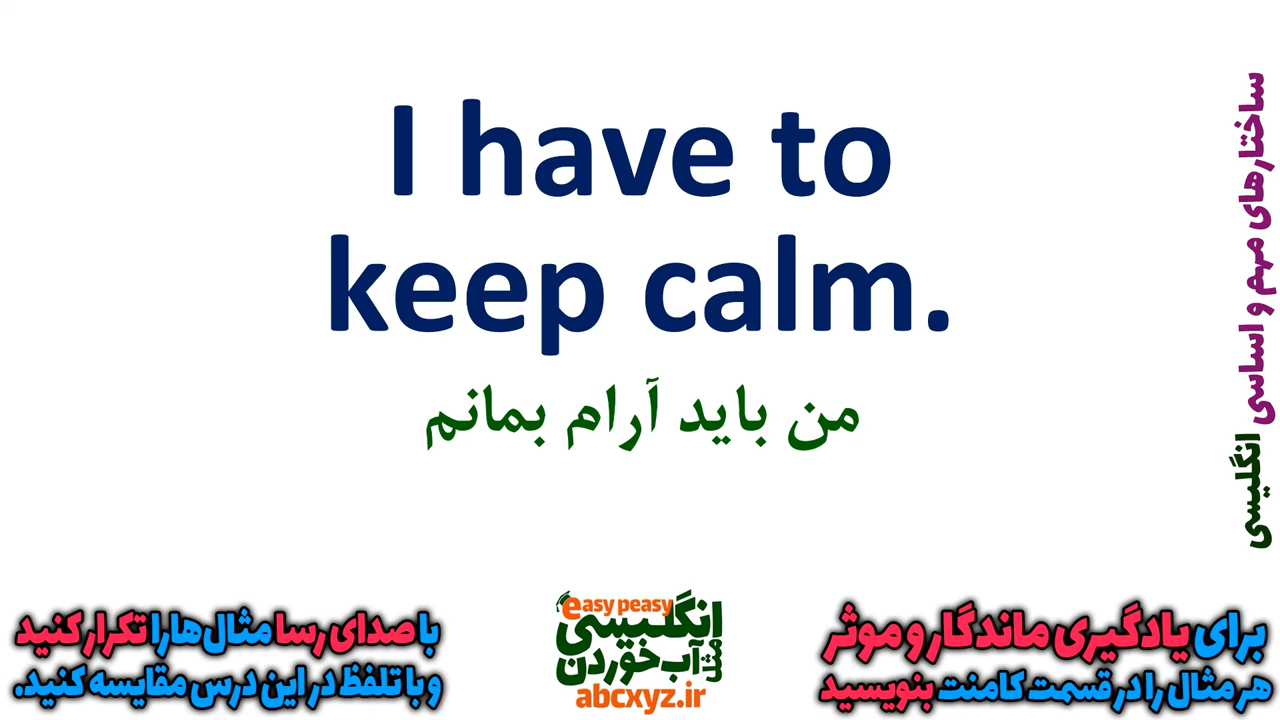 I have to
keep calm.
من باید آرام بمانم
ساختارهای مهم و اساسی انگلیسی
برای یادگیری ماندگار و موثر
هر مثال را در قسمت کامنت بنویسید
easy peasy
انگلیسی
مثل
آب خوردن
abcxyz.ir
با صدای رسا مثال‌ها را تکرار کنید
و با تلفظ در این درس مقایسه کنید.